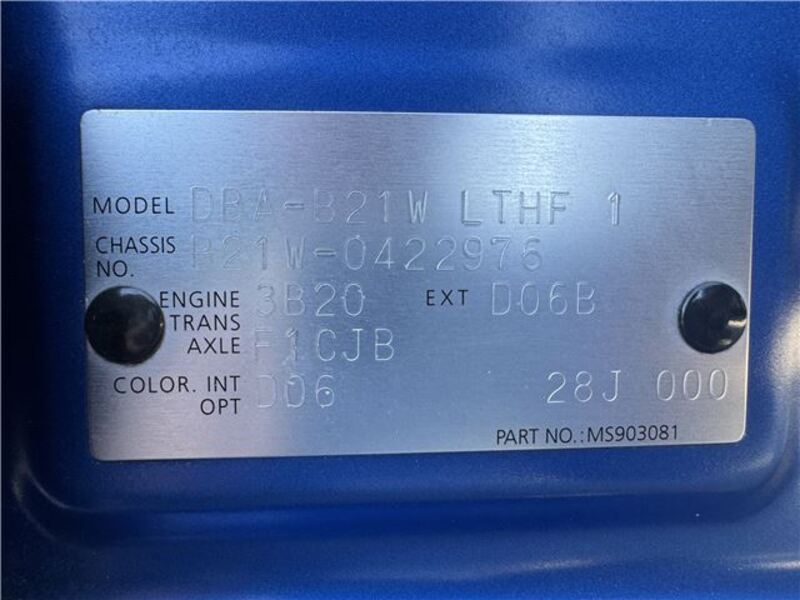 MODEL DBA-B21W LTHF 1
CHASSIS NO. B21W-0422976
ENGINE 3B20 EXT D06B
TRANS AXLE F1CJB
COLOR. INT OPT D06 28J 000
PART NO.:MS903081